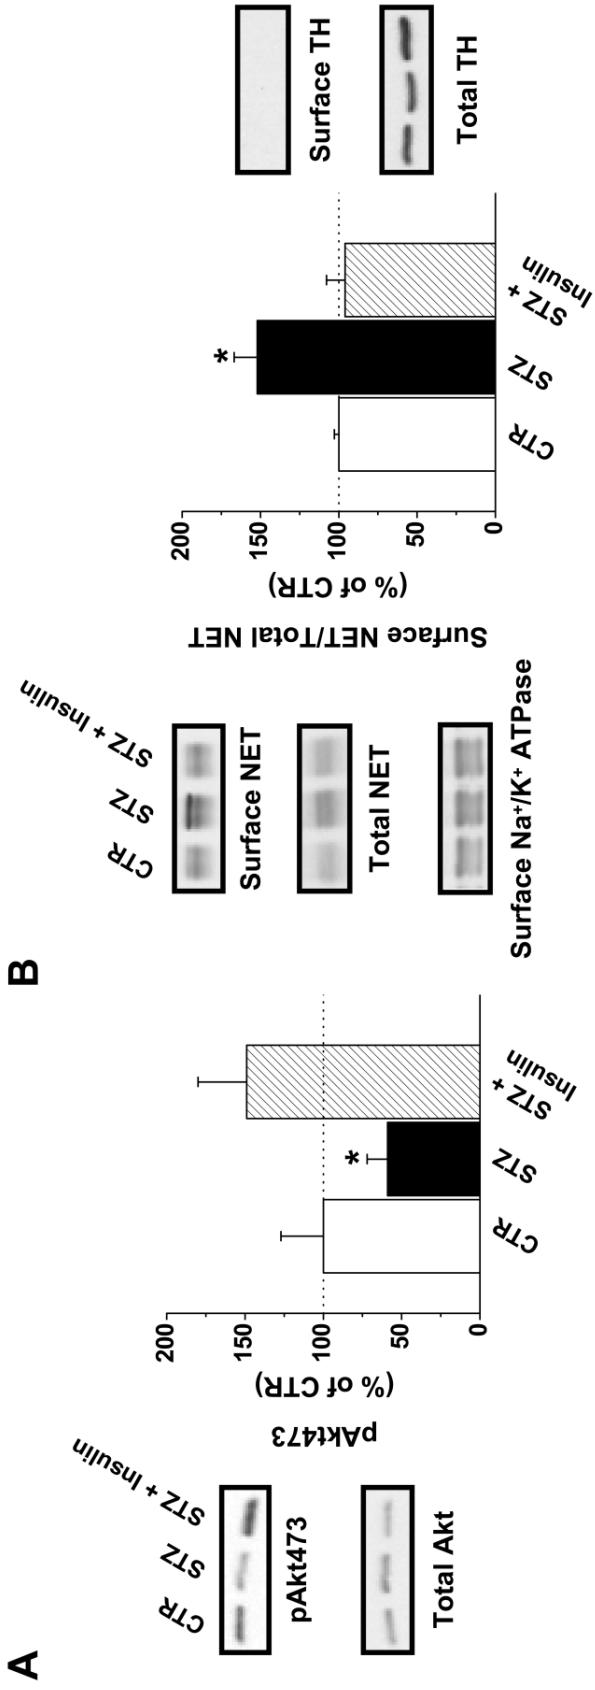 A
CTR
STZ
STZ + Insulin
pAkt473
Total Akt
pAkt473
(% of CTR)
200
150
100
50
0
*
CTR
STZ
STZ +
Insulin
B
CTR
STZ
STZ + Insulin
Surface NET
Total NET
Surface Na⁺/K⁺ ATPase
Surface NET/Total NET
(% of CTR)
200
150
100
50
0
*
CTR
STZ
STZ +
Insulin
Surface TH
Total TH